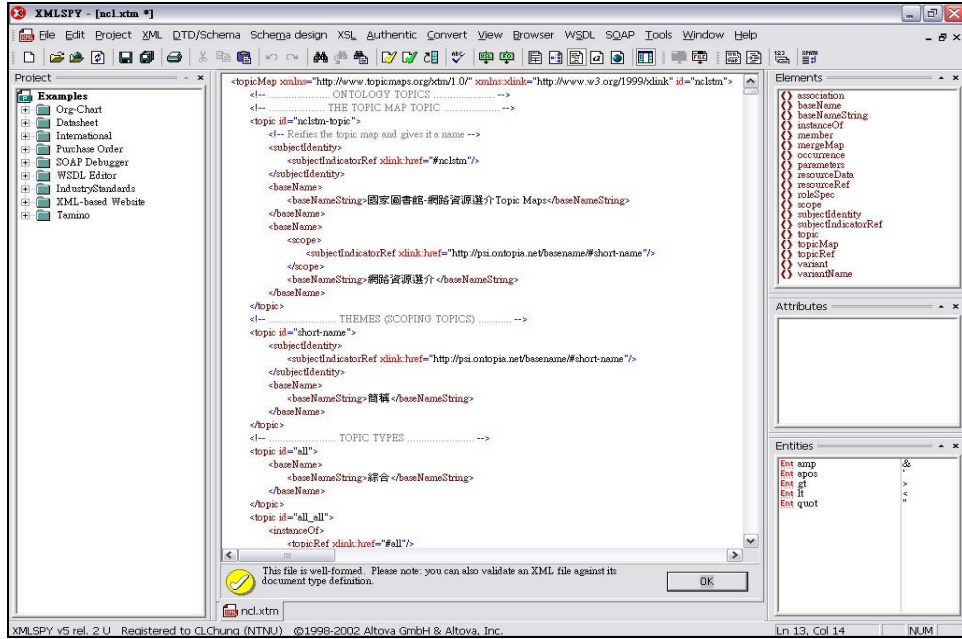 XMLSPY - [ncl.xtm *]
File Edit Project XML DTD/Schema Schema design XSL Authentic Convert View Browser WSDL SOAP Tools Window Help
Project
Examples
Org-Chart
Datasheet
International
Purchase Order
SOAP Debugger
WSDL Editor
IndustryStandards
XML-based Website
Tamino
<topicMap xmlns="http://www.topicmaps.org/xtm/1.0/" xmlns:xlink="http://www.w3.org/1999/xlink" id="nclstm">
<!-- ........................ ONTOLOGY TOPICS ...................... -->
<!-- ...................... THE TOPIC MAP TOPIC ...................... -->
<topic id="nclstm-topic">
<!-- Reifies the topic map and gives it a name -->
<subjectIdentity>
<subjectIndicatorRef xlink:href="#nclstm"/>
</subjectIdentity>
<baseName>
<baseNameString>國家圖書館-網路資源選介Topic Maps</baseNameString>
</baseName>
<baseName>
<scope>
<subjectIndicatorRef xlink:href="http://psi.ontopia.net/basename/#short-name"/>
</scope>
<baseNameString>網路資源選介</baseNameString>
</baseName>
</topic>
<!-- .......................... THEMES (SCOPING TOPICS) ............ -->
<topic id="short-name">
<subjectIdentity>
<subjectIndicatorRef xlink:href="http://psi.ontopia.net/basename/#short-name"/>
</subjectIdentity>
<baseName>
<baseNameString>簡稱</baseNameString>
</baseName>
</topic>
<!-- .......................... TOPIC TYPES ........................ -->
<topic id="all">
<baseName>
<baseNameString>綜合</baseNameString>
</baseName>
</topic>
<topic id="all_all">
<instanceOf>
<topicRef xlink:href="#all"/>
This file is well-formed. Please note: you can also validate an XML file against its
document type definition.
OK
ncl.xtm
Elements
association
baseName
baseNameString
instanceOf
member
mergeMap
occurrence
parameters
resourceData
resourceRef
roleSpec
scope
subjectIdentity
subjectIndicatorRef
topic
topicMap
topicRef
variant
variantName
Attributes
Entities
Ent amp &
Ent apos '
Ent gt >
Ent lt <
Ent quot "
XMLSPY v5 rel. 2 U Registered to CLChung (NTNU) ©1998-2002 Altova GmbH & Altova, Inc. Ln 13, Col 14 NUM